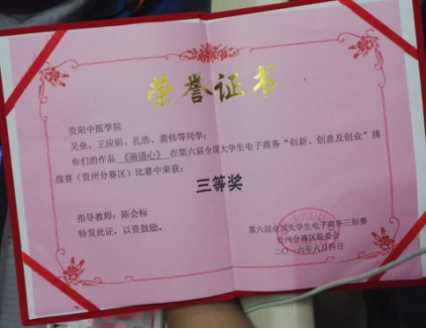 荣誉证书
贵阳中医学院
吴垒、王应娟、孔浩、龚伟等同学:
你们的作品《画语心》在第六届全国大学生电子商务“创新、创意及创业”挑
战赛(贵州分赛区)比赛中荣获:
三等奖
指导教师:陈会标
特发此证,以资鼓励。
第六届全国大学生电子商务三创赛
贵州分赛区组委会
二〇一六年六月四日